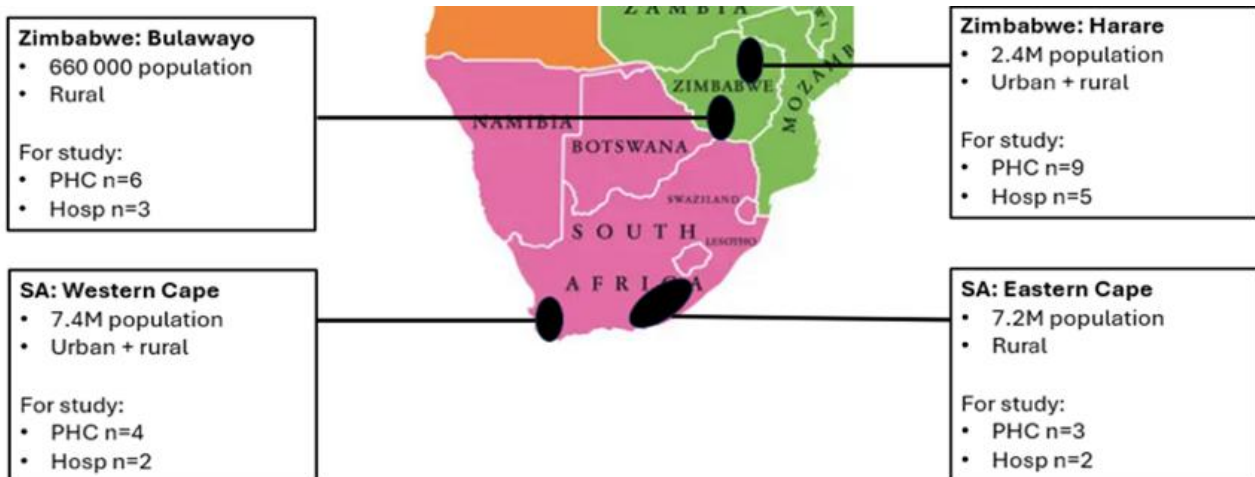 Zimbabwe: Bulawayo
• 660 000 population
• Rural
For study:
• PHC n=6
• Hosp n=3
SA: Western Cape
• 7.4M population
• Urban + rural
For study:
• PHC n=4
• Hosp n=2
ZAMBIA
ZIMBABWE
MOZAMB
NAMIBIA
BOTSWANA
SWAZILAND
SOUTH
LESOTHO
AFRICA
Zimbabwe: Harare
• 2.4M population
• Urban + rural
For study:
• PHC n=9
• Hosp n=5
SA: Eastern Cape
• 7.2M population
• Rural
For study:
• PHC n=3
• Hosp n=2